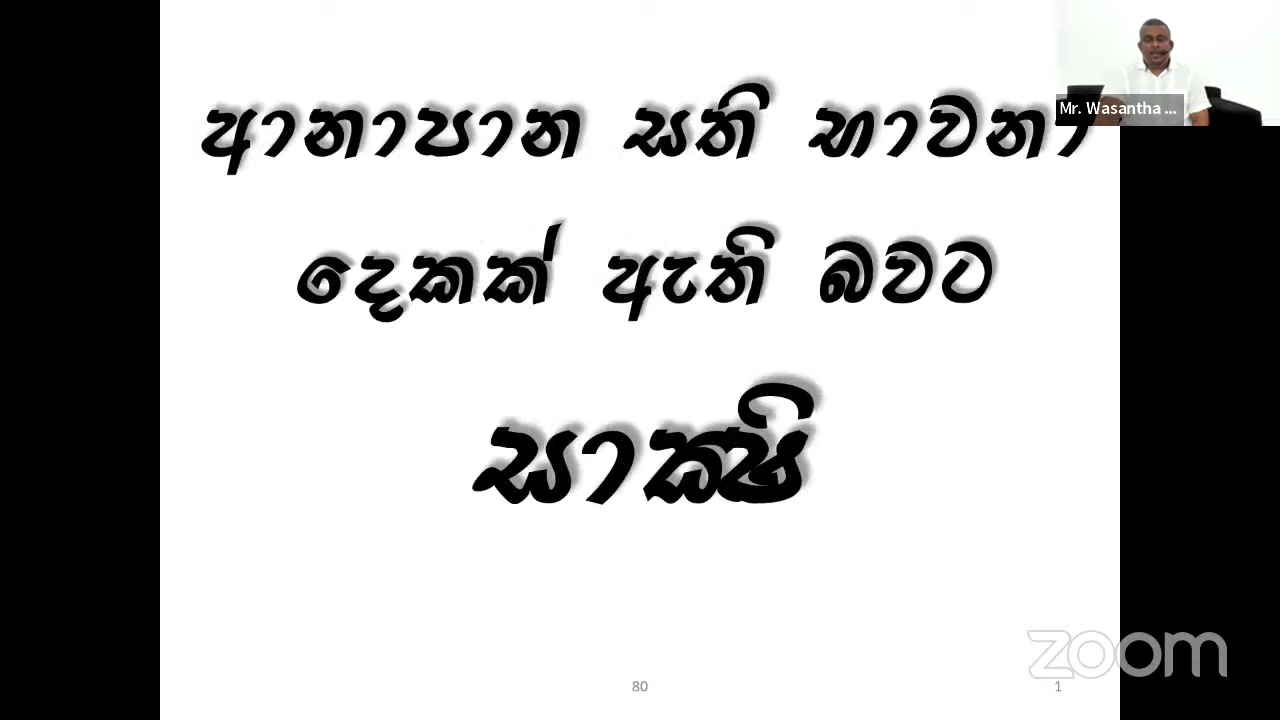 ආනාපාන සති භාවනා
Mr. Wasantha ...
දෙකක් ඇති බවට
සාක්‍ෂි
zoom
80
1